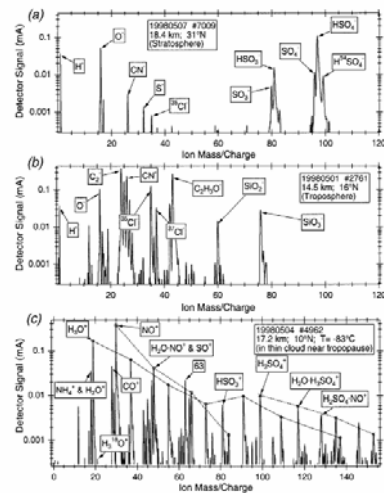 (a)
19980507 #7009
18.4 km; 31°N
(Stratosphere)
H⁻
O⁻
CN⁻
S⁻
³⁵Cl⁻
SO₃⁻
HSO₃⁻
SO₄⁻
HSO₄⁻
H³⁴SO₄⁻
Detector Signal (mA)
0.1
0.01
0.001
0 20 40 60 80 100 120
Ion Mass/Charge
(b)
19980501 #2761
14.5 km; 16°N
(Troposphere)
H⁻
O⁻
C₂⁻
CN⁻
³⁵Cl⁻
³⁷Cl⁻
C₂H₃O⁻
SiO₂⁻
SiO₃⁻
Detector Signal (mA)
0.1
0.01
0.001
0 20 40 60 80 100 120
Ion Mass/Charge
(c)
19980504 #4962
17.2 km; 10°N; T= -83°C
(in thin cloud near tropopause)
H₃O⁺
NO⁺
H₂O·NO⁺ & SO⁺
63
HSO₃⁺
H₂SO₄⁺
H₂O·H₃SO₄⁺
H₂SO₄·NO⁺
NH₄⁺ & H₂O⁺
CO⁺
H₃¹⁸O⁺
Detector Signal (mA)
0.1
0.01
0.001
0 20 40 60 80 100 120 140
Ion Mass/Charge